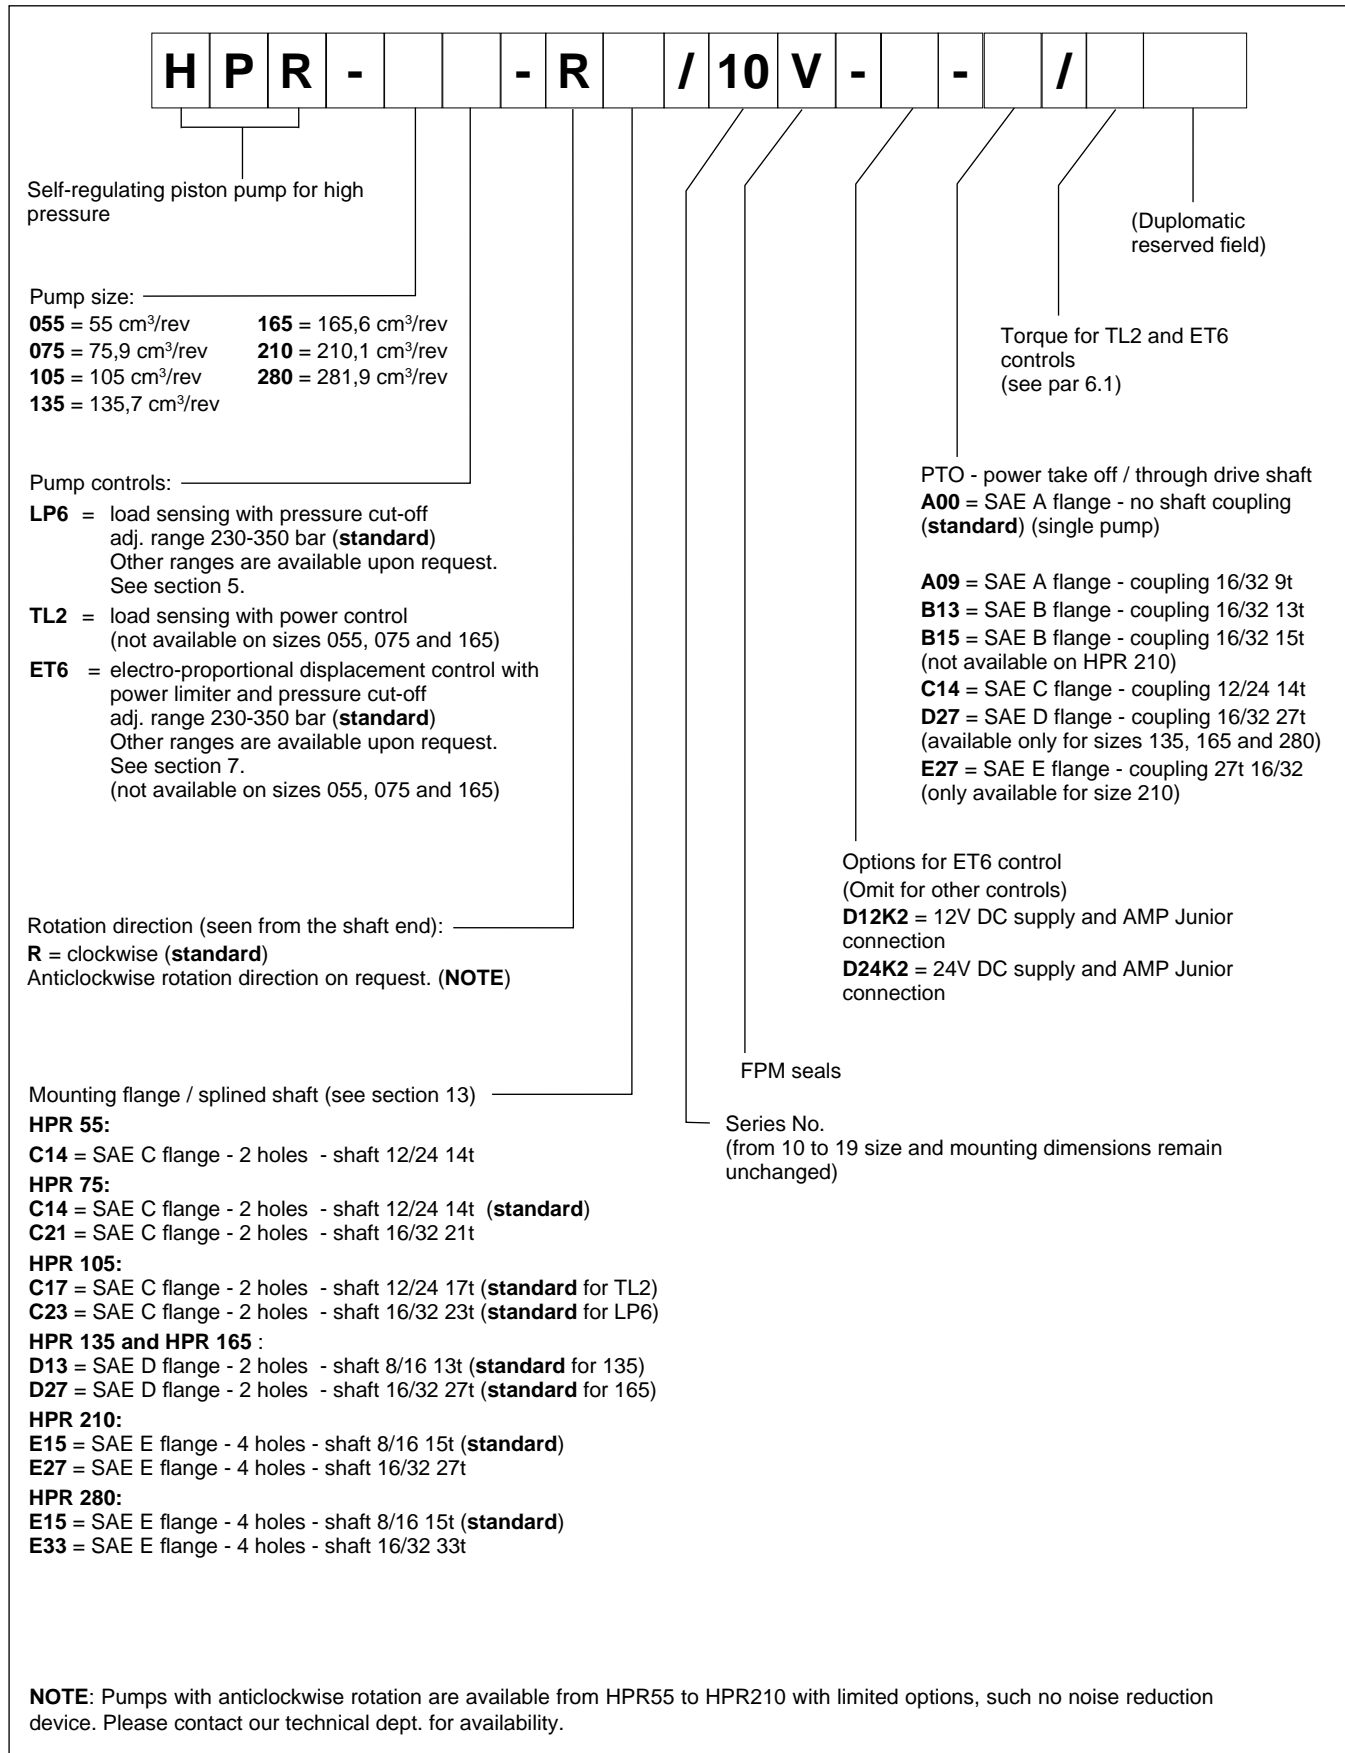 H P R - - R / 10 V - - /
Self-regulating piston pump for high
pressure
(Duplomatic
reserved field)
Pump size:
055 = 55 cm³/rev 165 = 165,6 cm³/rev
075 = 75,9 cm³/rev 210 = 210,1 cm³/rev
105 = 105 cm³/rev 280 = 281,9 cm³/rev
135 = 135,7 cm³/rev
Torque for TL2 and ET6
controls
(see par 6.1)
Pump controls:
LP6 = load sensing with pressure cut-off
adj. range 230-350 bar (standard)
Other ranges are available upon request.
See section 5.
TL2 = load sensing with power control
(not available on sizes 055, 075 and 165)
ET6 = electro-proportional displacement control with
power limiter and pressure cut-off
adj. range 230-350 bar (standard)
Other ranges are available upon request.
See section 7.
(not available on sizes 055, 075 and 165)
PTO - power take off / through drive shaft
A00 = SAE A flange - no shaft coupling
(standard) (single pump)
A09 = SAE A flange - coupling 16/32 9t
B13 = SAE B flange - coupling 16/32 13t
B15 = SAE B flange - coupling 16/32 15t
(not available on HPR 210)
C14 = SAE C flange - coupling 12/24 14t
D27 = SAE D flange - coupling 16/32 27t
(available only for sizes 135, 165 and 280)
E27 = SAE E flange - coupling 27t 16/32
(only available for size 210)
Options for ET6 control
(Omit for other controls)
D12K2 = 12V DC supply and AMP Junior
connection
D24K2 = 24V DC supply and AMP Junior
connection
Rotation direction (seen from the shaft end):
R = clockwise (standard)
Anticlockwise rotation direction on request. (NOTE)
FPM seals
Series No.
(from 10 to 19 size and mounting dimensions remain
unchanged)
Mounting flange / splined shaft (see section 13)
HPR 55:
C14 = SAE C flange - 2 holes - shaft 12/24 14t
HPR 75:
C14 = SAE C flange - 2 holes - shaft 12/24 14t (standard)
C21 = SAE C flange - 2 holes - shaft 16/32 21t
HPR 105:
C17 = SAE C flange - 2 holes - shaft 12/24 17t (standard for TL2)
C23 = SAE C flange - 2 holes - shaft 16/32 23t (standard for LP6)
HPR 135 and HPR 165 :
D13 = SAE D flange - 2 holes - shaft 8/16 13t (standard for 135)
D27 = SAE D flange - 2 holes - shaft 16/32 27t (standard for 165)
HPR 210:
E15 = SAE E flange - 4 holes - shaft 8/16 15t (standard)
E27 = SAE E flange - 4 holes - shaft 16/32 27t
HPR 280:
E15 = SAE E flange - 4 holes - shaft 8/16 15t (standard)
E33 = SAE E flange - 4 holes - shaft 16/32 33t
NOTE: Pumps with anticlockwise rotation are available from HPR55 to HPR210 with limited options, such no noise reduction
device. Please contact our technical dept. for availability.